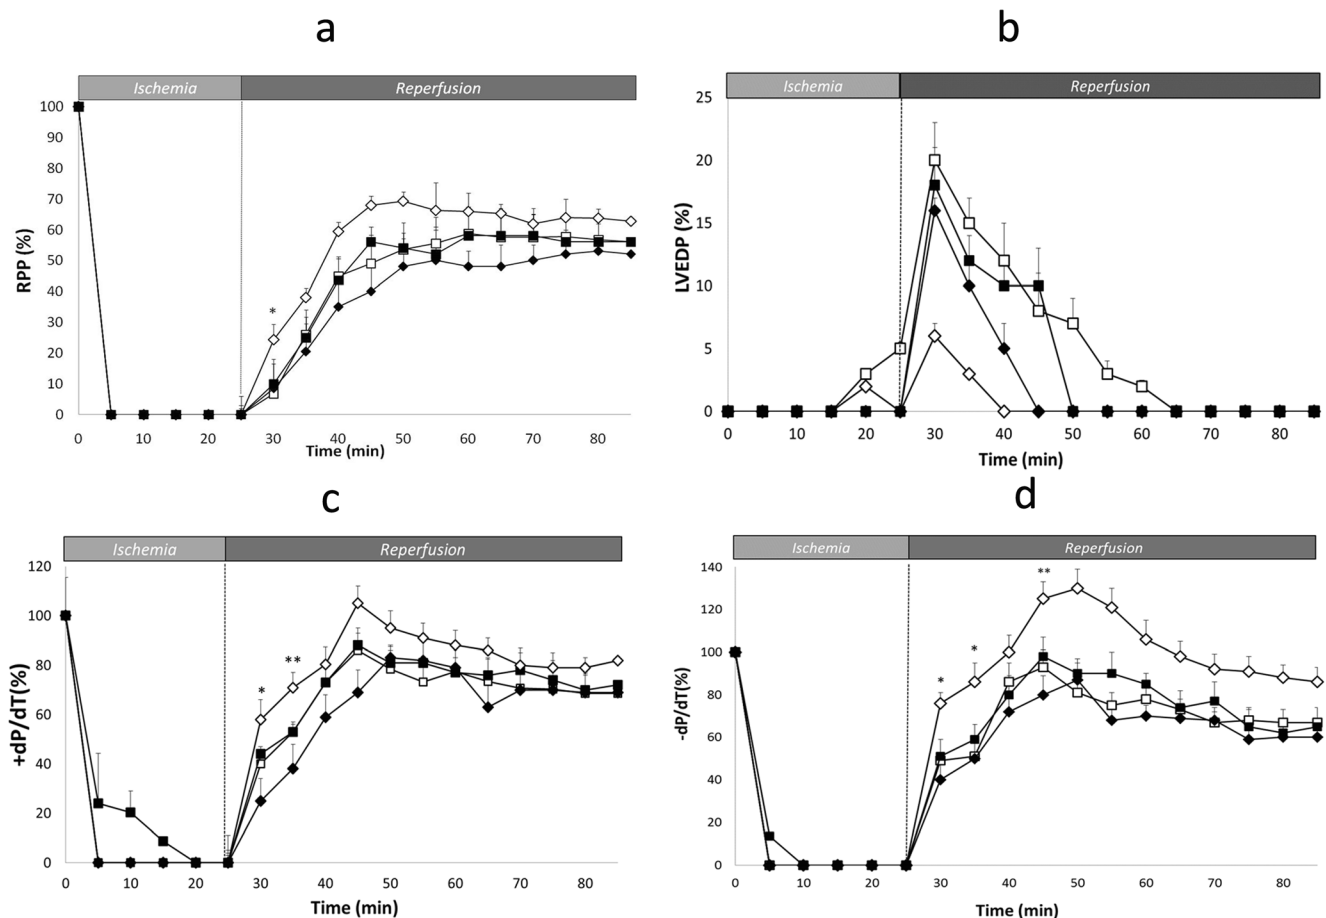 a
Ischemia Reperfusion
100
90
80
70
60
50
40
30
20
10
0
RPP (%)
*
0 10 20 30 40 50 60 70 80
Time (min)
b
Ischemia Reperfusion
25
20
15
10
5
0
LVEDP (%)
0 10 20 30 40 50 60 70 80
Time (min)
c
Ischemia Reperfusion
120
100
80
60
40
20
0
+dP/dT(%)
* **
0 10 20 30 40 50 60 70 80
Time (min)
d
Ischemia Reperfusion
140
120
100
80
60
40
20
0
-dP/dT(%)
* * **
0 10 20 30 40 50 60 70 80
Time (min)